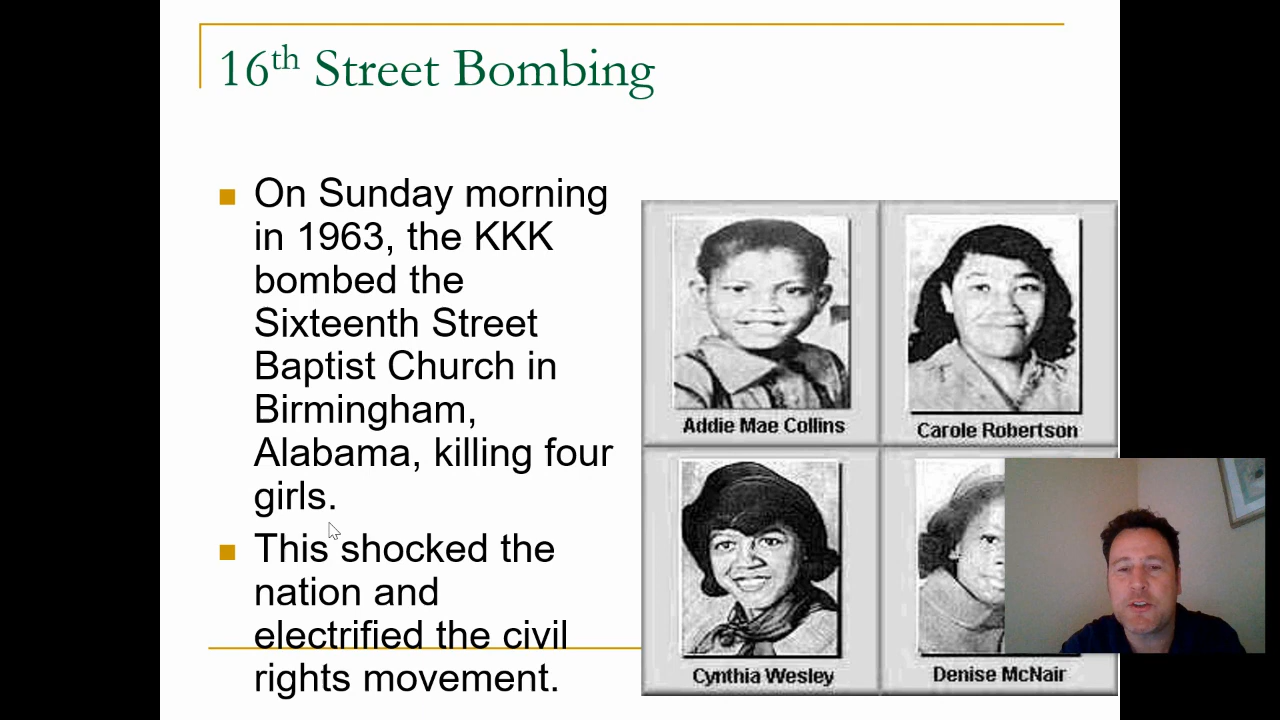 16th Street Bombing
On Sunday morning
in 1963, the KKK
bombed the
Sixteenth Street
Baptist Church in
Birmingham,
Alabama, killing four
girls.
This shocked the
nation and
electrified the civil
rights movement.
Addie Mae Collins
Carole Robertson
Cynthia Wesley
Denise McNair